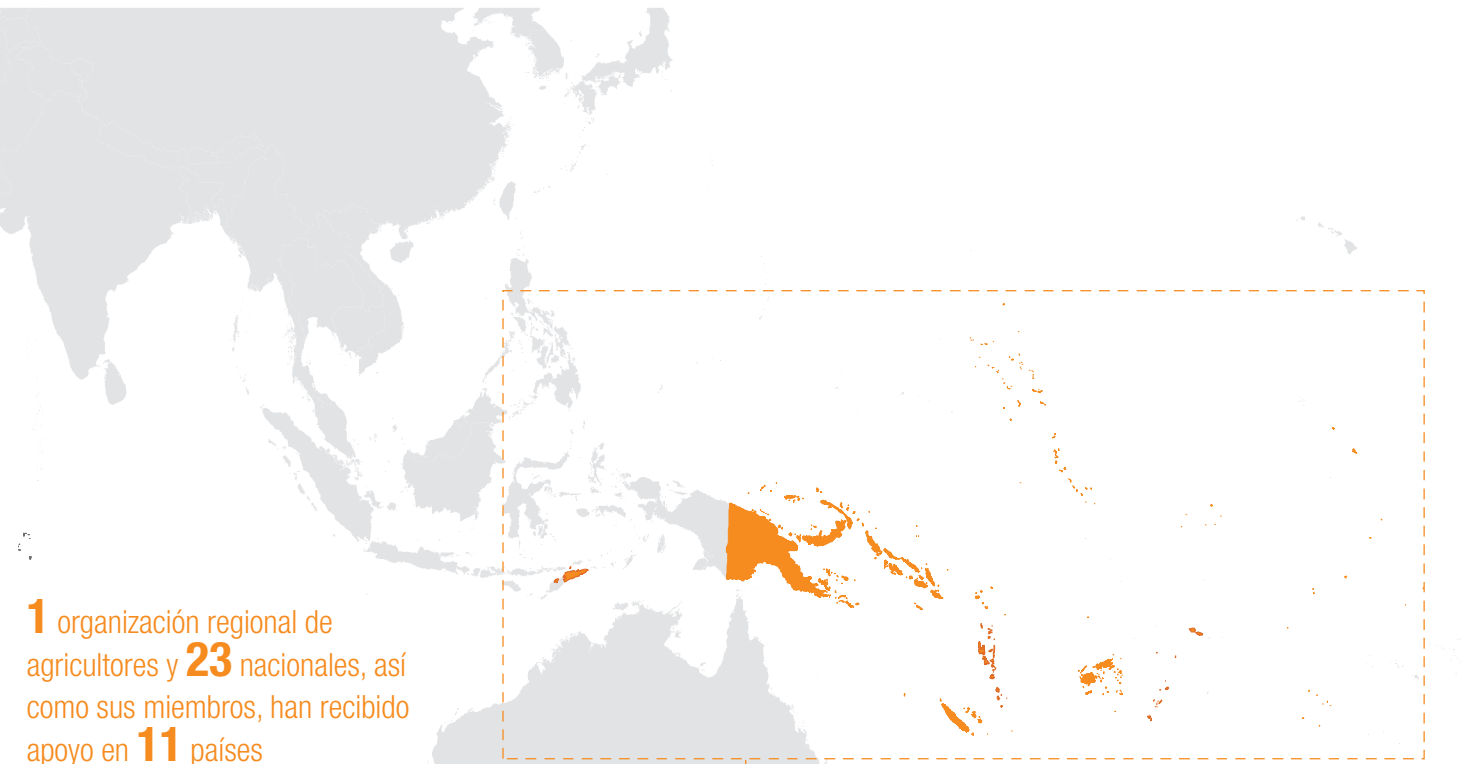 1 organización regional de
agricultores y 23 nacionales, así
como sus miembros, han recibido
apoyo en 11 países